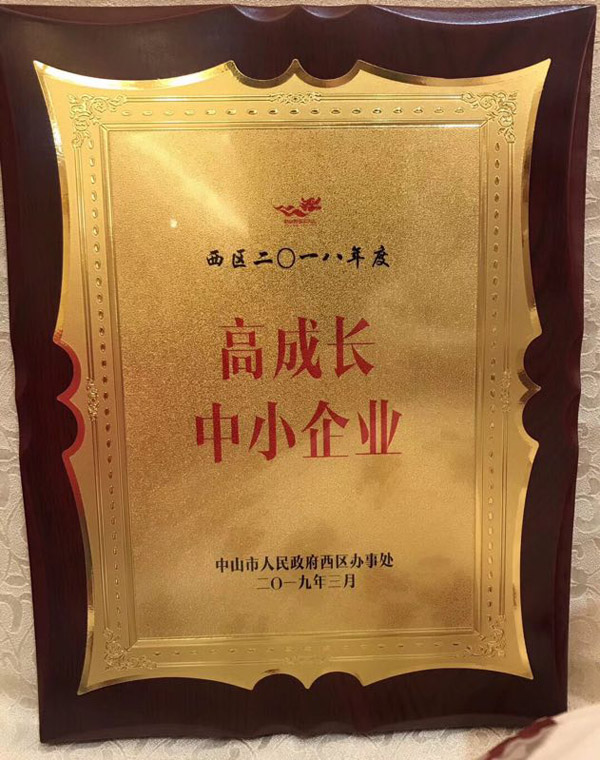 西区二〇一八年度
高成长
中小企业
中山市人民政府西区办事处
二〇一九年三月